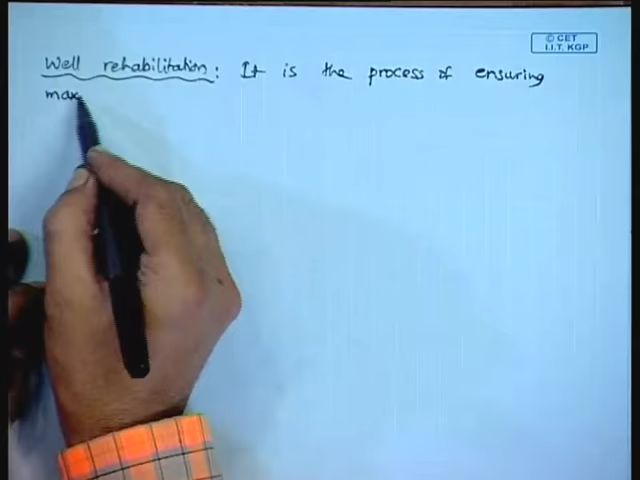 © CET
I.I.T. KGP
Well rehabilitation: It is the process of ensuring
max